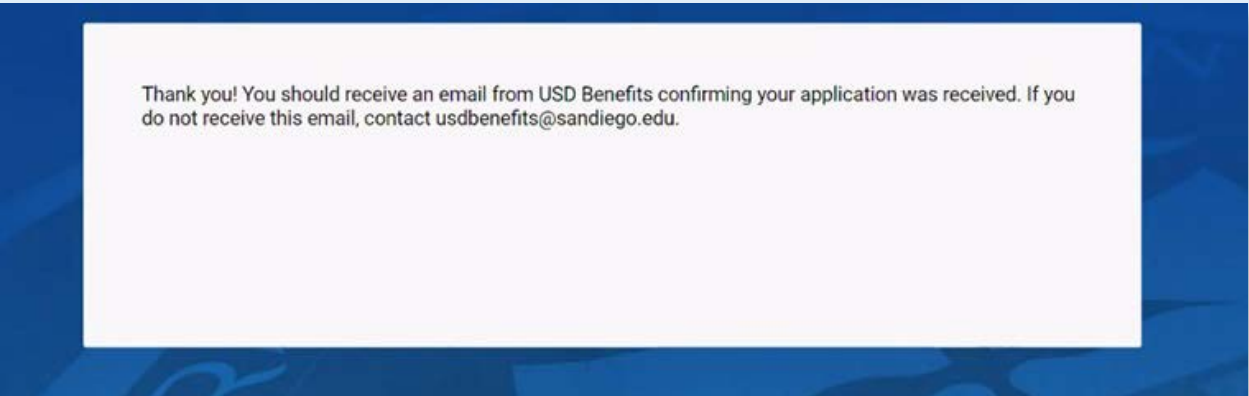 Thank you! You should receive an email from USD Benefits confirming your application was received. If you
do not receive this email, contact usdbenefits@sandiego.edu.